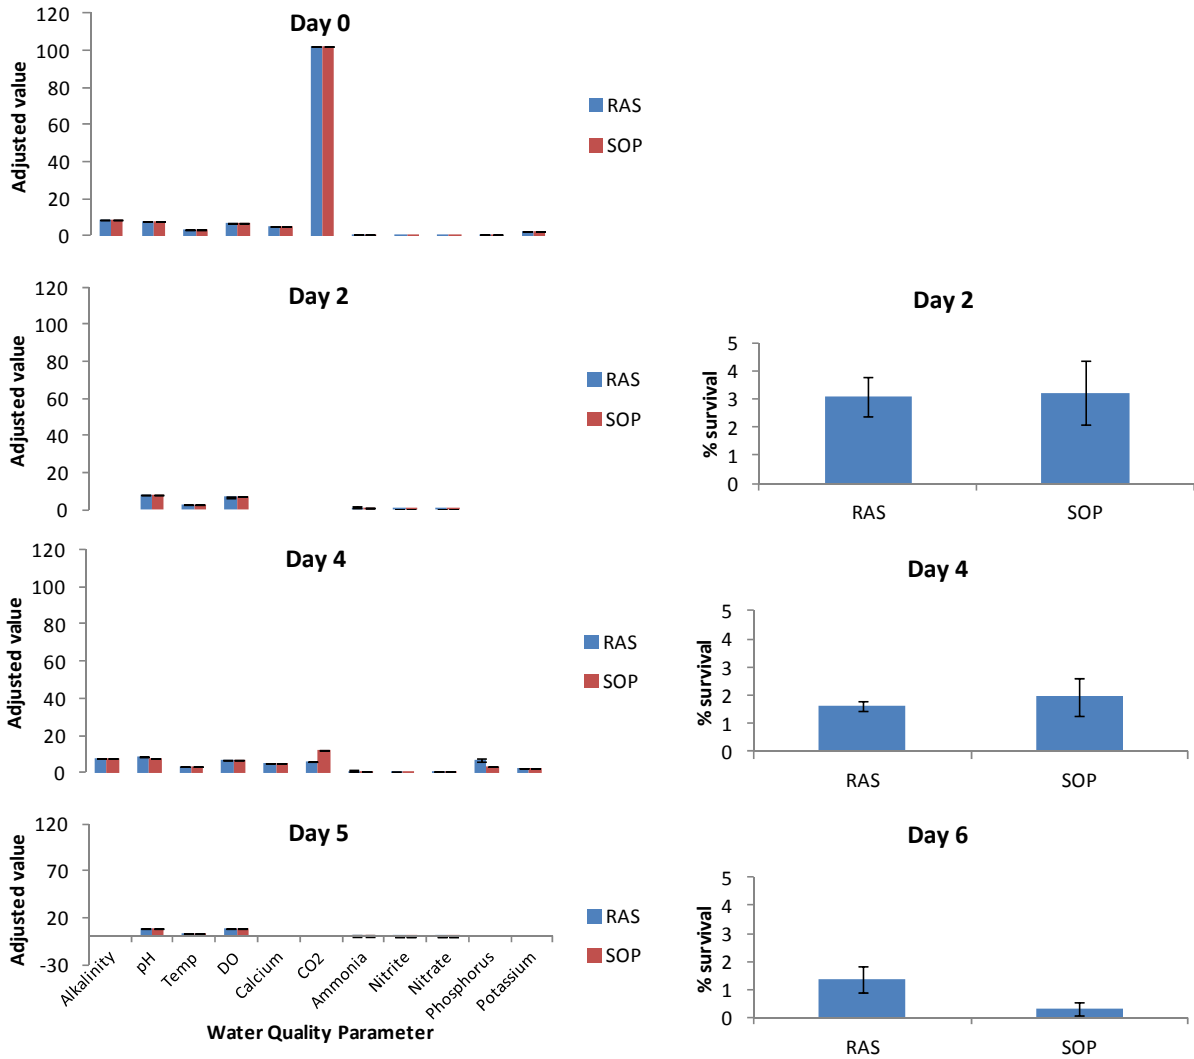 Day 0
Adjusted value
120
100
80
60
40
20
0
RAS
SOP
Day 2
Adjusted value
120
100
80
60
40
20
0
RAS
SOP
Day 2
% survival
5
4
3
2
1
0
RAS
SOP
Day 4
Adjusted value
120
100
80
60
40
20
0
RAS
SOP
Day 4
% survival
5
4
3
2
1
0
RAS
SOP
Day 5
Adjusted value
120
70
20
-30
RAS
SOP
Alkalinity
pH
Temp
DO
Calcium
CO2
Ammonia
Nitrite
Nitrate
Phosphorus
Potassium
Water Quality Parameter
Day 6
% survival
5
4
3
2
1
0
RAS
SOP